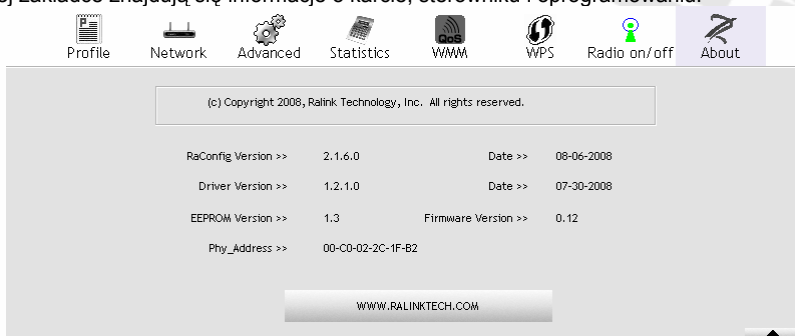 zakładce znajdują się informacje o karcie, sterowniku i oprogramowaniu.
Profile Network Advanced Statistics QoS WMM WPS Radio on/off About
(c) Copyright 2008, Ralink Technology, Inc. All rights reserved.
RaConfig Version >> 2.1.6.0 Date >> 08-06-2008
Driver Version >> 1.2.1.0 Date >> 07-30-2008
EEPROM Version >> 1.3 Firmware Version >> 0.12
Phy_Address >> 00-C0-02-2C-1F-B2
WWW.RALINKTECH.COM